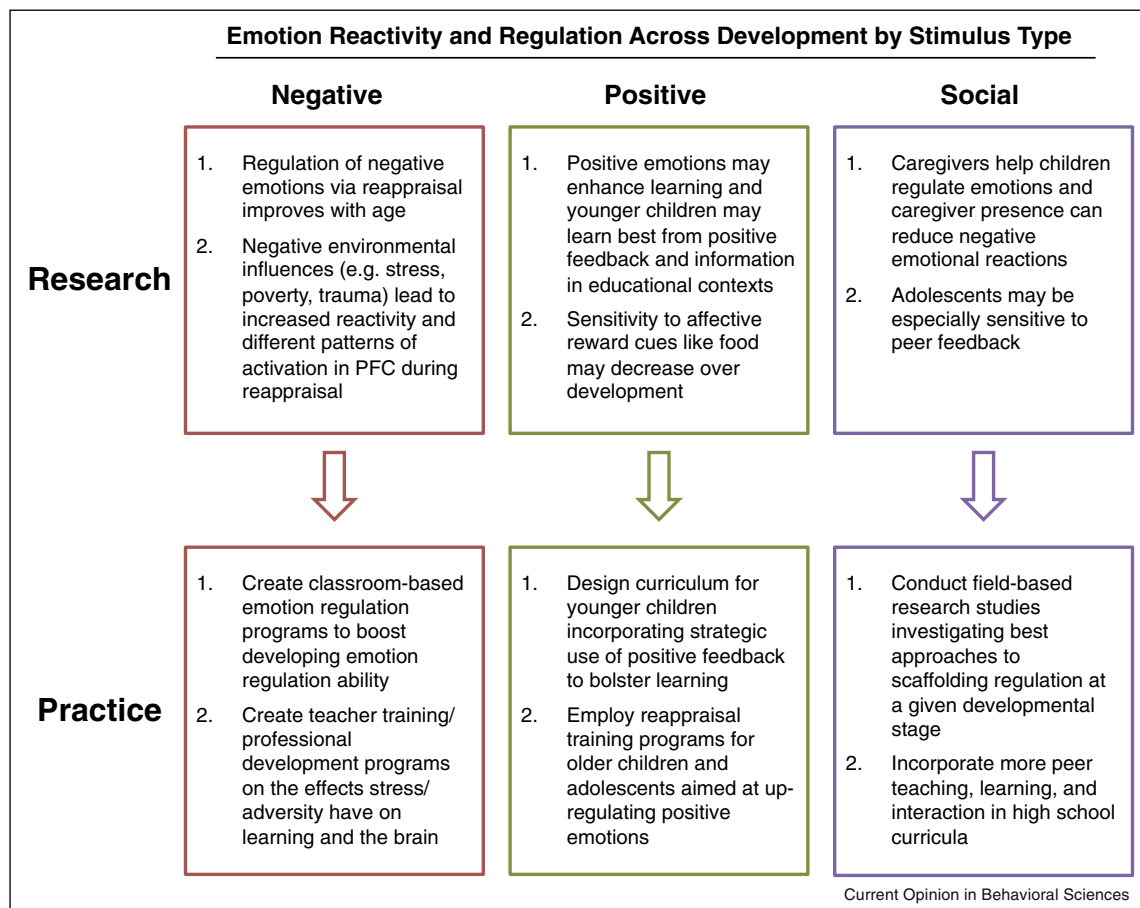 Emotion Reactivity and Regulation Across Development by Stimulus Type
Negative
Positive
Social
Research
1. Regulation of negative
emotions via reappraisal
improves with age
2. Negative environmental
influences (e.g. stress,
poverty, trauma) lead to
increased reactivity and
different patterns of
activation in PFC during
reappraisal
1. Positive emotions may
enhance learning and
younger children may
learn best from positive
feedback and information
in educational contexts
2. Sensitivity to affective
reward cues like food
may decrease over
development
1. Caregivers help children
regulate emotions and
caregiver presence can
reduce negative
emotional reactions
2. Adolescents may be
especially sensitive to
peer feedback
Practice
1. Create classroom-based
emotion regulation
programs to boost
developing emotion
regulation ability
2. Create teacher training/
professional
development programs
on the effects stress/
adversity have on
learning and the brain
1. Design curriculum for
younger children
incorporating strategic
use of positive feedback
to bolster learning
2. Employ reappraisal
training programs for
older children and
adolescents aimed at up-
regulating positive
emotions
1. Conduct field-based
research studies
investigating best
approaches to
scaffolding regulation at
a given developmental
stage
2. Incorporate more peer
teaching, learning, and
interaction in high school
curricula
Current Opinion in Behavioral Sciences